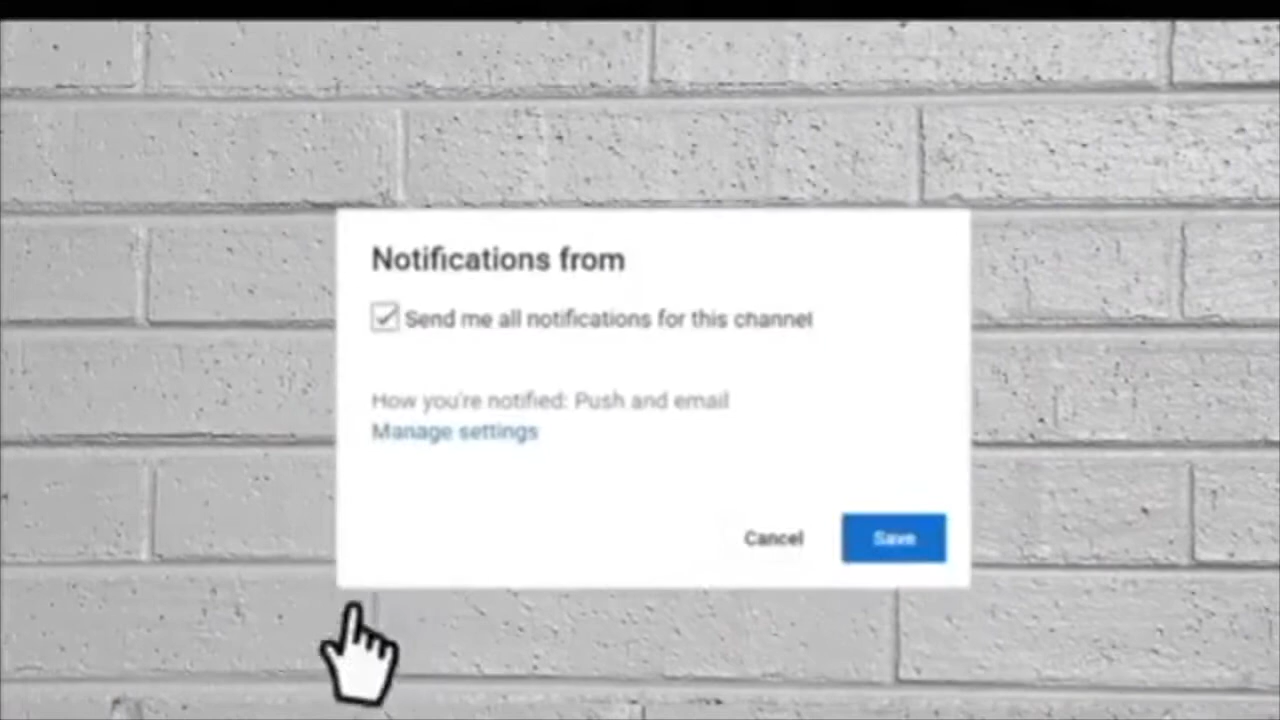 Notifications from
Send me all notifications for this channel
How you're notified: Push and email
Manage settings
Cancel
Save